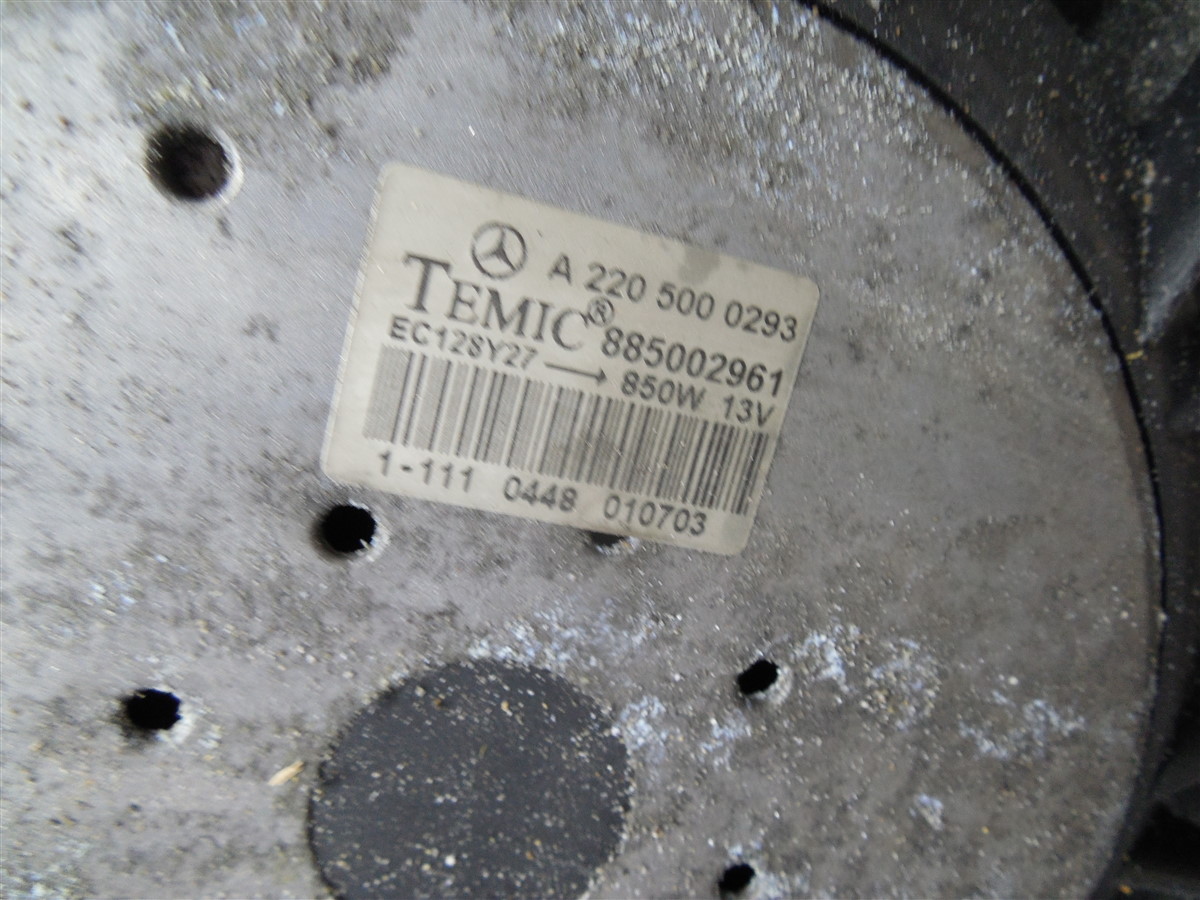 A 220 500 0293
TEMIC® 885002961
EC128Y27 → 850W 13V
1-111 0448 010703